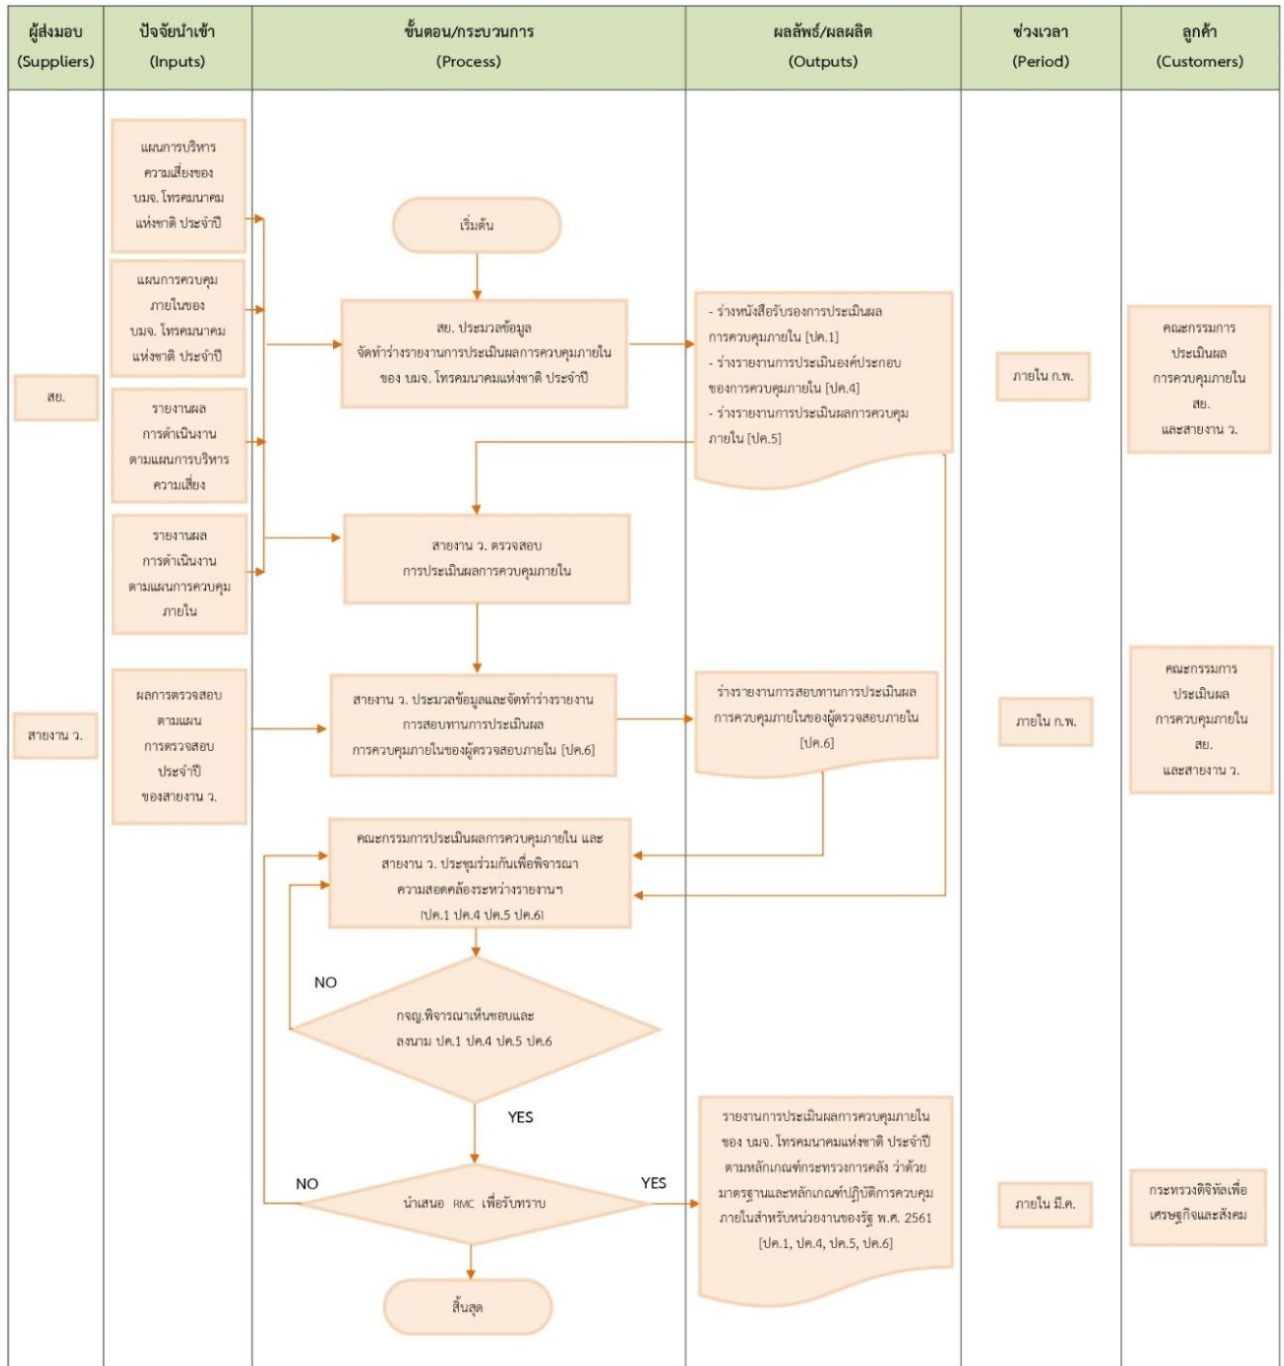 ผู้ส่งมอบ
(Suppliers)
ปัจจัยนำเข้า
(Inputs)
ขั้นตอน/กระบวนการ
(Process)
ผลลัพธ์/ผลผลิต
(Outputs)
ช่วงเวลา
(Period)
ลูกค้า
(Customers)
สย.
แผนการบริหาร
ความเสี่ยงของ
บมจ. โทรคมนาคม
แห่งชาติ ประจำปี
แผนการควบคุม
ภายในของ
บมจ. โทรคมนาคม
แห่งชาติ ประจำปี
รายงานผล
การดำเนินงาน
ตามแผนการบริหาร
ความเสี่ยง
รายงานผล
การดำเนินงาน
ตามแผนการควบคุม
ภายใน
เริ่มต้น
สย. ประมวลข้อมูล
จัดทำร่างรายงานการประเมินผลการควบคุมภายใน
ของ บมจ. โทรคมนาคมแห่งชาติ ประจำปี
- ร่างหนังสือรับรองการประเมินผล
การควบคุมภายใน [ปค.1]
- ร่างรายงานการประเมินองค์ประกอบ
ของการควบคุมภายใน [ปค.4]
- ร่างรายงานการประเมินผลการควบคุม
ภายใน [ปค.5]
ภายใน ก.พ.
คณะกรรมการ
ประเมินผล
การควบคุมภายใน
สย.
และสายงาน ว.
สายงาน ว. ตรวจสอบ
การประเมินผลการควบคุมภายใน
สายงาน ว.
ผลการตรวจสอบ
ตามแผน
การตรวจสอบ
ประจำปี
ของสายงาน ว.
สายงาน ว. ประมวลข้อมูลและจัดทำร่างรายงาน
การสอบทานการประเมินผล
การควบคุมภายในของผู้ตรวจสอบภายใน [ปค.6]
ร่างรายงานการสอบทานการประเมินผล
การควบคุมภายในของผู้ตรวจสอบภายใน
[ปค.6]
ภายใน ก.พ.
คณะกรรมการ
ประเมินผล
การควบคุมภายใน
สย.
และสายงาน ว.
คณะกรรมการประเมินผลการควบคุมภายใน และ
สายงาน ว. ประชุมร่วมกันเพื่อพิจารณา
ความสอดคล้องระหว่างรายงานฯ
[ปค.1 ปค.4 ปค.5 ปค.6]
NO
กจญ.พิจารณาเห็นชอบและ
ลงนาม ปค.1 ปค.4 ปค.5 ปค.6
YES
NO
นำเสนอ RMC เพื่อรับทราบ
YES
รายงานการประเมินผลการควบคุมภายใน
ของ บมจ. โทรคมนาคมแห่งชาติ ประจำปี
ตามหลักเกณฑ์กระทรวงการคลัง ว่าด้วย
มาตรฐานและหลักเกณฑ์ปฏิบัติการควบคุม
ภายในสำหรับหน่วยงานของรัฐ พ.ศ. 2561
[ปค.1, ปค.4, ปค.5, ปค.6]
ภายใน มี.ค.
กระทรวงดิจิทัลเพื่อ
เศรษฐกิจและสังคม
สิ้นสุด